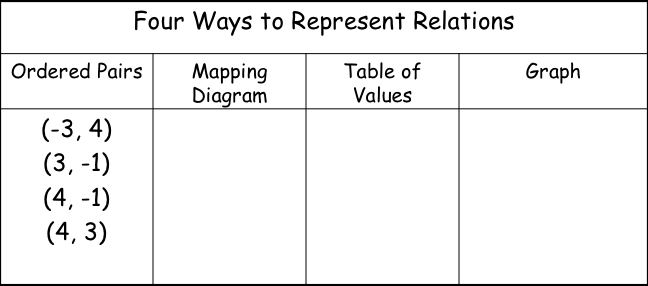 Four Ways to Represent Relations
Ordered Pairs
Mapping
Diagram
Table of
Values
Graph
(-3, 4)
(3, -1)
(4, -1)
(4, 3)